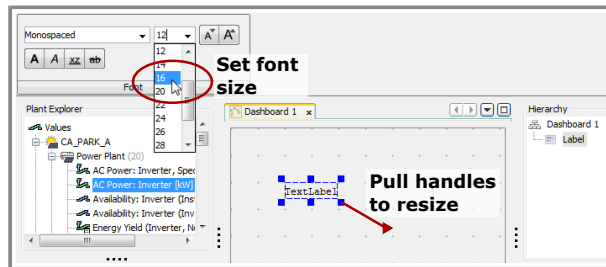 Monospaced
12
A A
A A xz ab
Font
12
14
16
20
22
24
26
28
Set font
size
Plant Explorer
Values
CA_PARK_A
Power Plant (20)
AC Power: Inverter, Spec
AC Power: Inverter [kW]
Availability: Inverter (Inst
Availability: Inverter (Inv
Energy Yield (Inverter, N
Dashboard 1 x
TextLabel
Pull handles
to resize
Hierarchy
Dashboard 1
Label